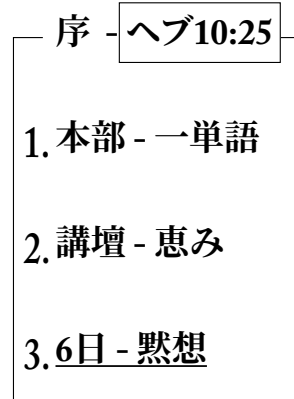 序 - ヘブ10:25
1. 本部 - 一単語
2. 講壇 - 恵み
3. 6日 - 黙想